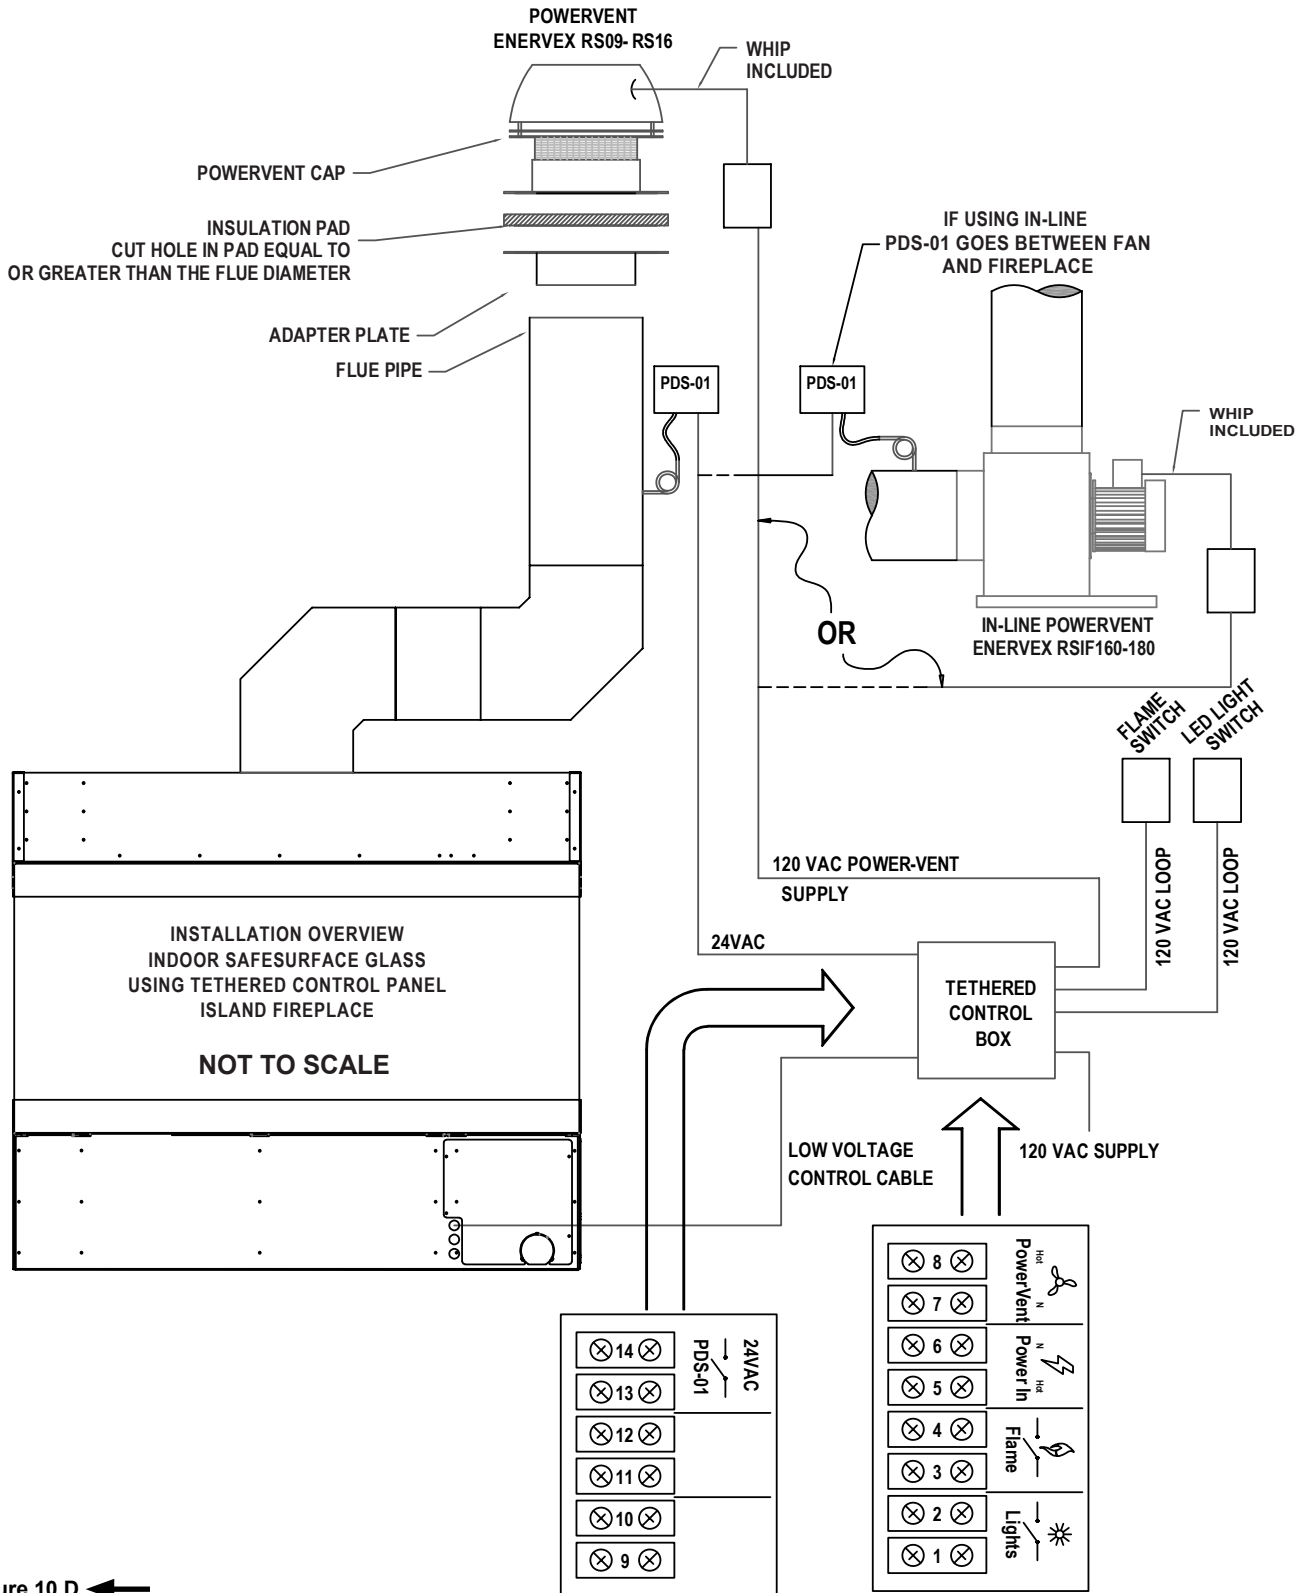 POWERVENT
ENERVEX RS09- RS16
WHIP
INCLUDED
POWERVENT CAP
INSULATION PAD
CUT HOLE IN PAD EQUAL TO
OR GREATER THAN THE FLUE DIAMETER
IF USING IN-LINE
PDS-01 GOES BETWEEN FAN
AND FIREPLACE
ADAPTER PLATE
FLUE PIPE
PDS-01
PDS-01
WHIP
INCLUDED
OR
IN-LINE POWERVENT
ENERVEX RSIF160-180
FLAME
SWITCH
LED LIGHT
SWITCH
120 VAC LOOP
120 VAC LOOP
120 VAC POWER-VENT
SUPPLY
24VAC
INSTALLATION OVERVIEW
INDOOR SAFESURFACE GLASS
USING TETHERED CONTROL PANEL
ISLAND FIREPLACE
NOT TO SCALE
TETHERED
CONTROL
BOX
LOW VOLTAGE
CONTROL CABLE
120 VAC SUPPLY
8
7
Hot
N
PowerVent
6
5
N
Hot
Power In
4
3
Flame
2
1
Lights
14
13
24VAC
PDS-01
12
11
10
9
ure 10 D